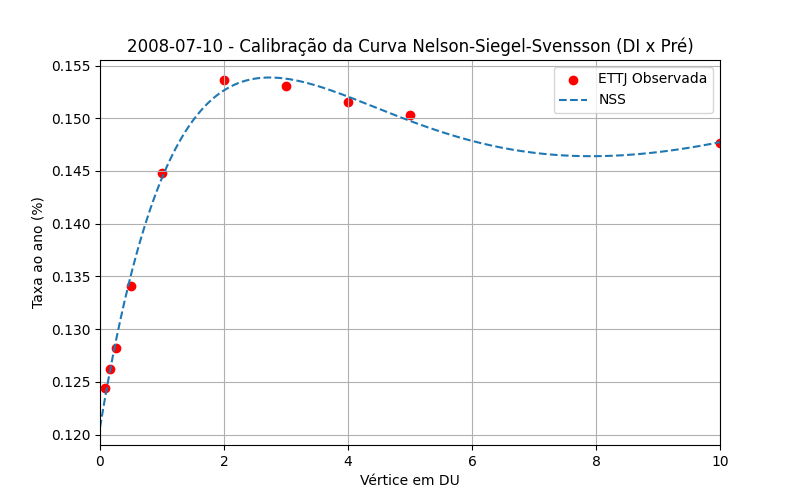 2008-07-10 - Calibração da Curva Nelson-Siegel-Svensson (DI x Pré)
ETTJ Observada
NSS
Taxa ao ano (%)
0.155
0.150
0.145
0.140
0.135
0.130
0.125
0.120
0 2 4 6 8 10
Vértice em DU